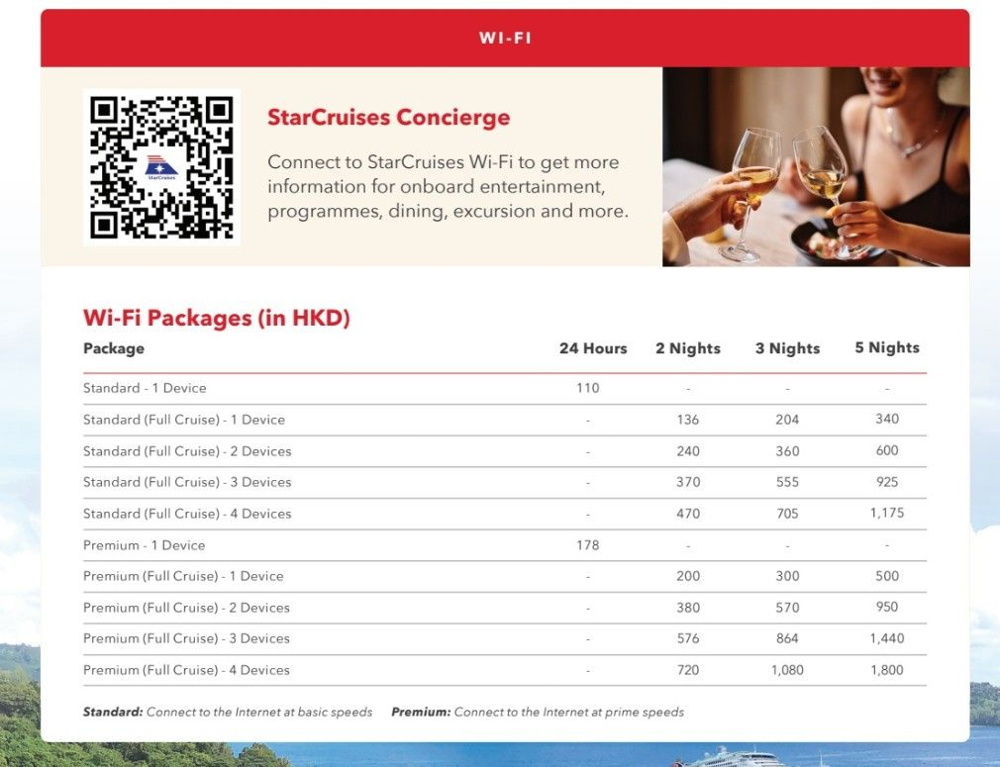 WI-FI
StarCruises
StarCruises Concierge
Connect to StarCruises Wi-Fi to get more
information for onboard entertainment,
programmes, dining, excursion and more.
Wi-Fi Packages (in HKD)
Package 24 Hours 2 Nights 3 Nights 5 Nights
Standard - 1 Device 110 - - -
Standard (Full Cruise) - 1 Device - 136 204 340
Standard (Full Cruise) - 2 Devices - 240 360 600
Standard (Full Cruise) - 3 Devices - 370 555 925
Standard (Full Cruise) - 4 Devices - 470 705 1,175
Premium - 1 Device 178 - - -
Premium (Full Cruise) - 1 Device - 200 300 500
Premium (Full Cruise) - 2 Devices - 380 570 950
Premium (Full Cruise) - 3 Devices - 576 864 1,440
Premium (Full Cruise) - 4 Devices - 720 1,080 1,800
Standard: Connect to the Internet at basic speeds Premium: Connect to the Internet at prime speeds